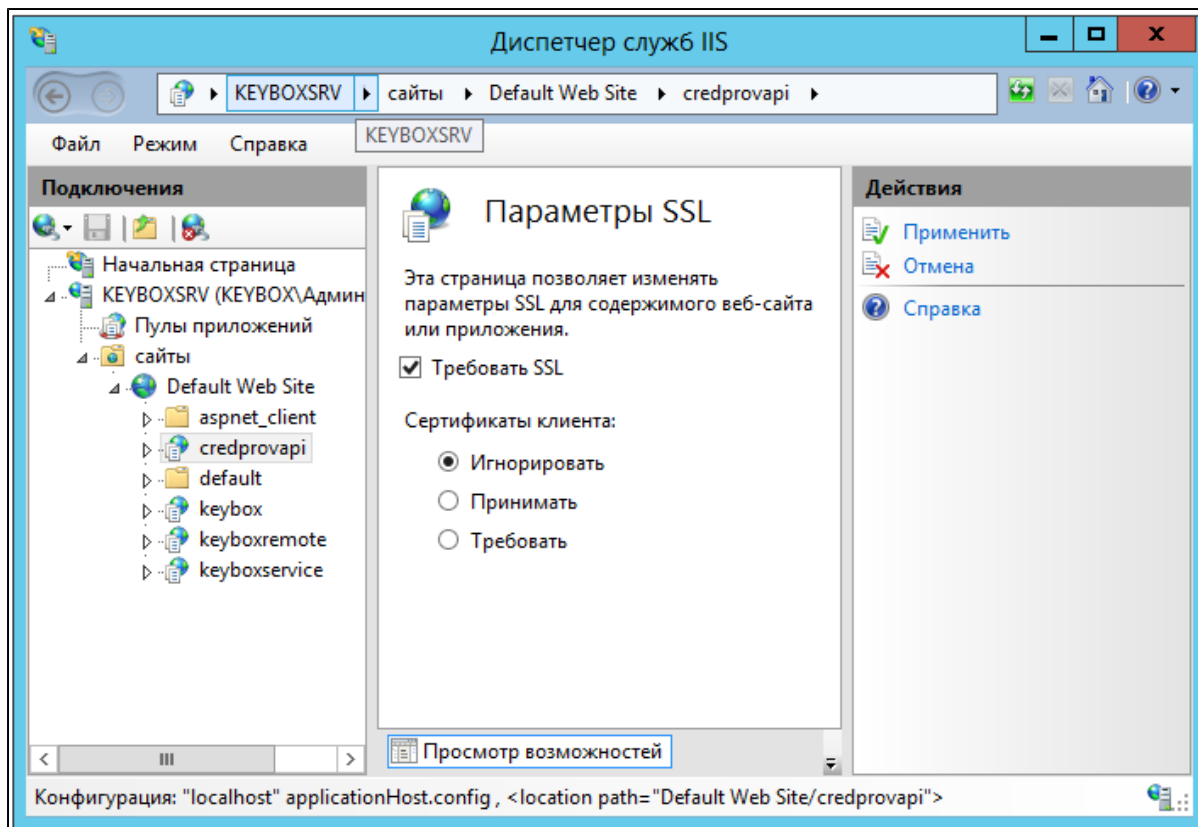 Диспетчер служб IIS
KEYBOXSRV сайты Default Web Site credprovapi
Файл Режим Справка
KEYBOXSRV
Подключения
Начальная страница
KEYBOXSRV (KEYBOX\Админ
Пулы приложений
сайты
Default Web Site
aspnet_client
credprovapi
default
keybox
keyboxremote
keyboxservice
Параметры SSL
Эта страница позволяет изменять
параметры SSL для содержимого веб-сайта
или приложения.
Требовать SSL
Сертификаты клиента:
Игнорировать
Принимать
Требовать
Просмотр возможностей
Действия
Применить
Отмена
Справка
Конфигурация: "localhost" applicationHost.config , <location path="Default Web Site/credprovapi">